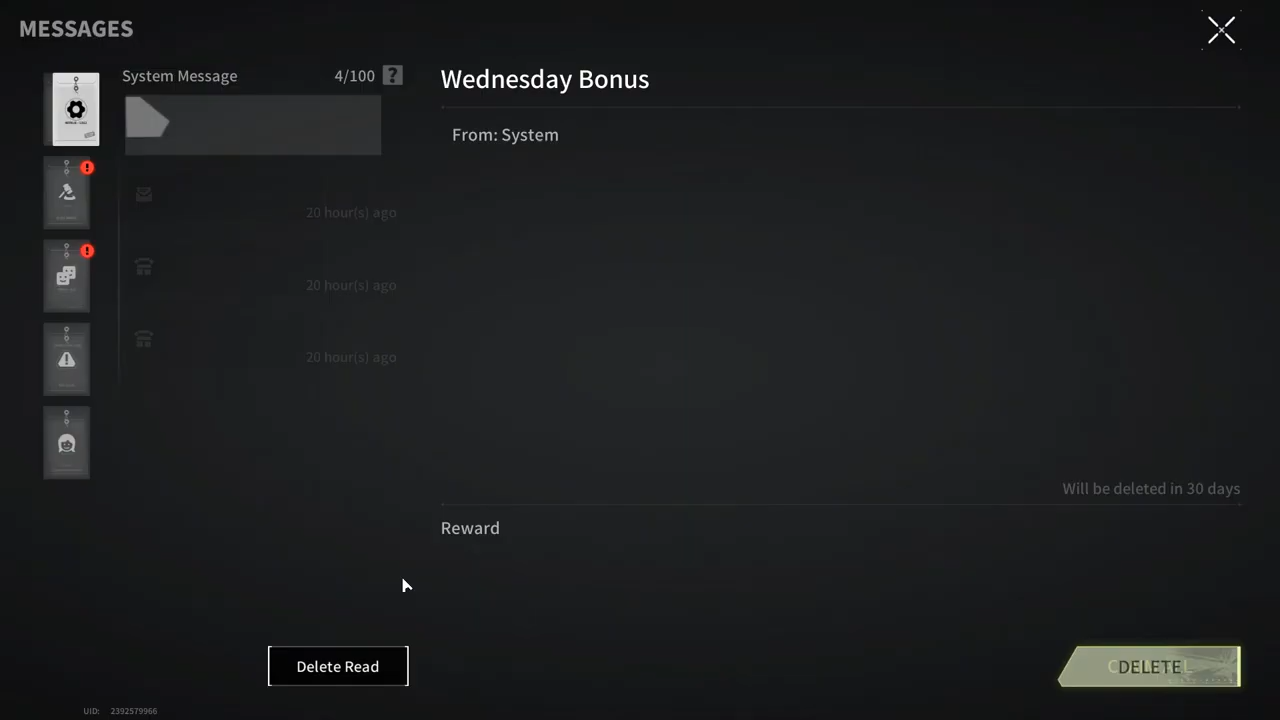 MESSAGES
System Message 4/100 ?
20 hour(s) ago
20 hour(s) ago
20 hour(s) ago
Delete Read
Wednesday Bonus
From: System
Will be deleted in 30 days
Reward
DELETE
UID: 2392579966